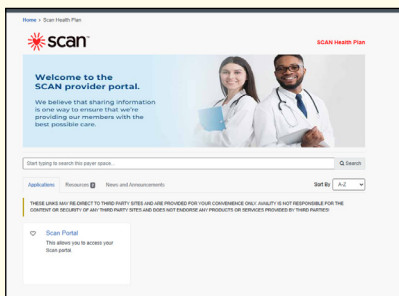 Home > Scan Health Plan
scan
SCAN Health Plan
Welcome to the
SCAN provider portal.
We believe that sharing information
is one way to ensure that we're
providing our members with the
best possible care.
Start typing to search this payer space...
Search
Applications
Resources
News and Announcements
Sort By
A-Z
THESE LINKS MAY RE-DIRECT TO THIRD PARTY SITES AND ARE PROVIDED FOR YOUR CONVENIENCE ONLY. AVAILITY IS NOT RESPONSIBLE FOR THE
CONTENT OR SECURITY OF ANY THIRD PARTY SITES AND DOES NOT ENDORSE ANY PRODUCTS OR SERVICES PROVIDED BY THIRD PARTIES!
Scan Portal
This allows you to access your
Scan portal.